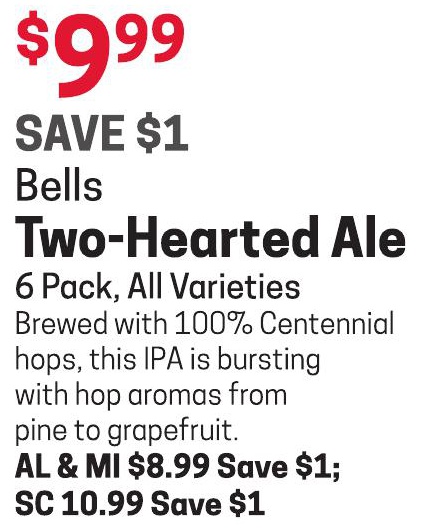 $9.99
SAVE $1
Bells
Two-Hearted Ale
6 Pack, All Varieties
Brewed with 100% Centennial
hops, this IPA is bursting
with hop aromas from
pine to grapefruit.
AL & MI $8.99 Save $1;
SC 10.99 Save $1